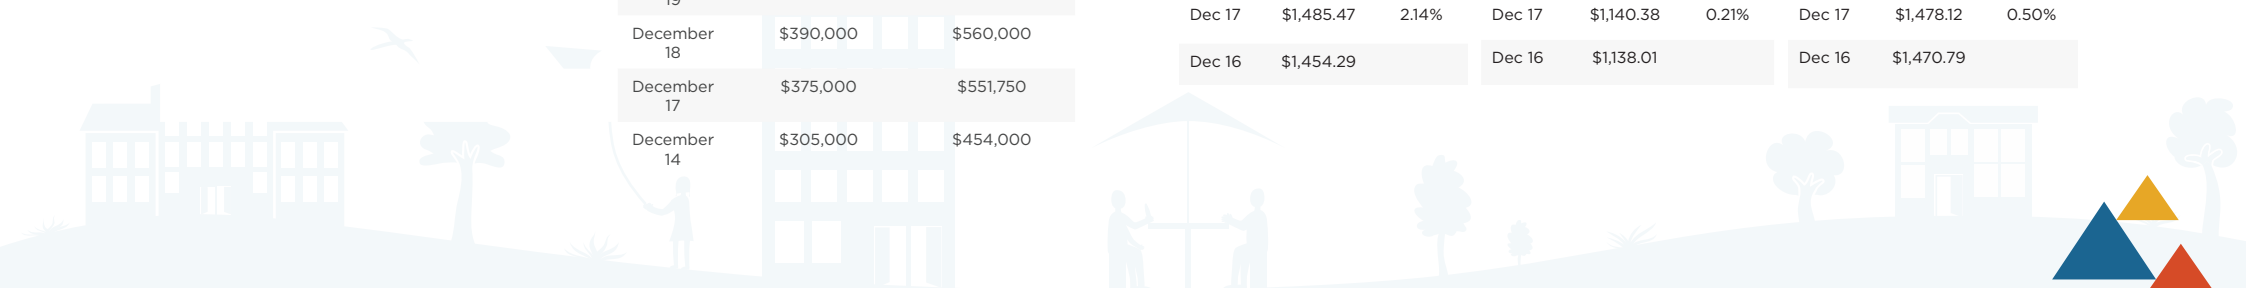 19
December $390,000 $560,000
18
December $375,000 $551,750
17
December $305,000 $454,000
14
Dec 17 $1,485.47 2.14%
Dec 16 $1,454.29
Dec 17 $1,140.38 0.21%
Dec 16 $1,138.01
Dec 17 $1,478.12 0.50%
Dec 16 $1,470.79